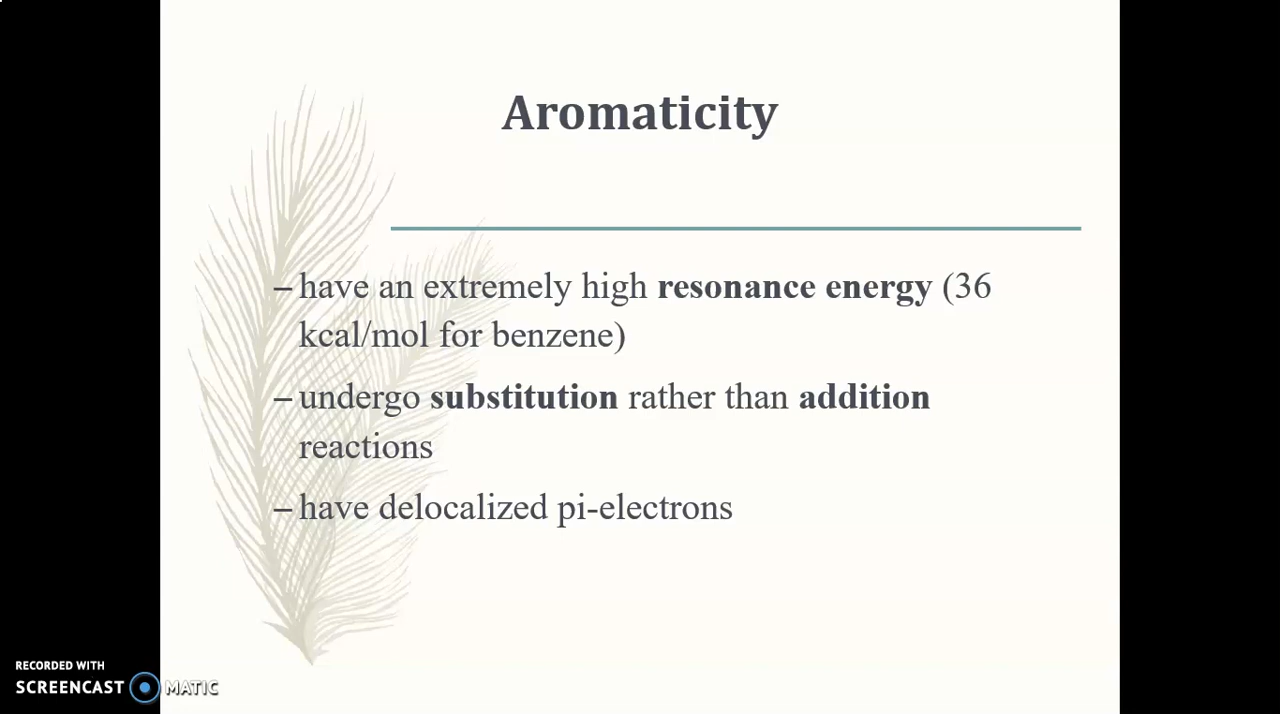 Aromaticity
– have an extremely high resonance energy (36
kcal/mol for benzene)
– undergo substitution rather than addition
reactions
– have delocalized pi-electrons
RECORDED WITH
SCREENCAST MATIC